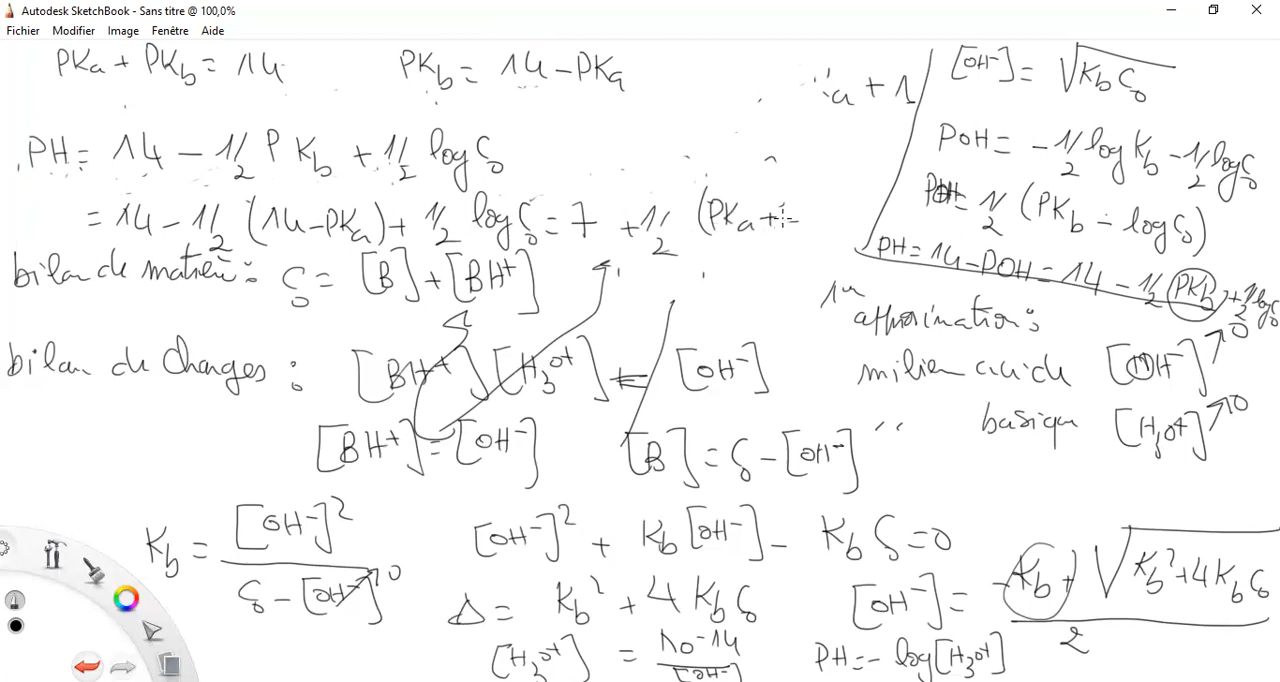 Autodesk SketchBook - Sans titre @ 100,0%
Fichier Modifier Image Fenêtre Aide
PKa + PKb = 14
PKb = 14 - PKa
PH = 14 - 1/2 PKb + 1/2 log C0
= 14 - 1/2 (14 - PKa) + 1/2 log C0 = 7 + 1/2 (PKa +
bilan de matière : C0 = [B] + [BH+]
bilan de charges : [BH+] [H3O+] = [OH-]
[BH+] = [OH-]
[B] = C0 - [OH-]
Kb = [OH-]² / C0 - [OH-] 0
[OH-]² + Kb [OH-] - Kb C0 = 0
Δ = Kb² + 4 Kb C0
[OH-] = -Kb + √Kb² + 4 Kb C0 / 2
[H3O+] = 10-14 / [OH-]
PH = - log [H3O+]
a + 1
[OH-] = √Kb C0
POH = - 1/2 log Kb - 1/2 log C0
POH = 1/2 (PKb - log C0)
PH = 14 - POH = 14 - 1/2 PKb + 1/2 log C0
approximation :
milieu acide [OH-] 0
'' basique [H3O+] 0